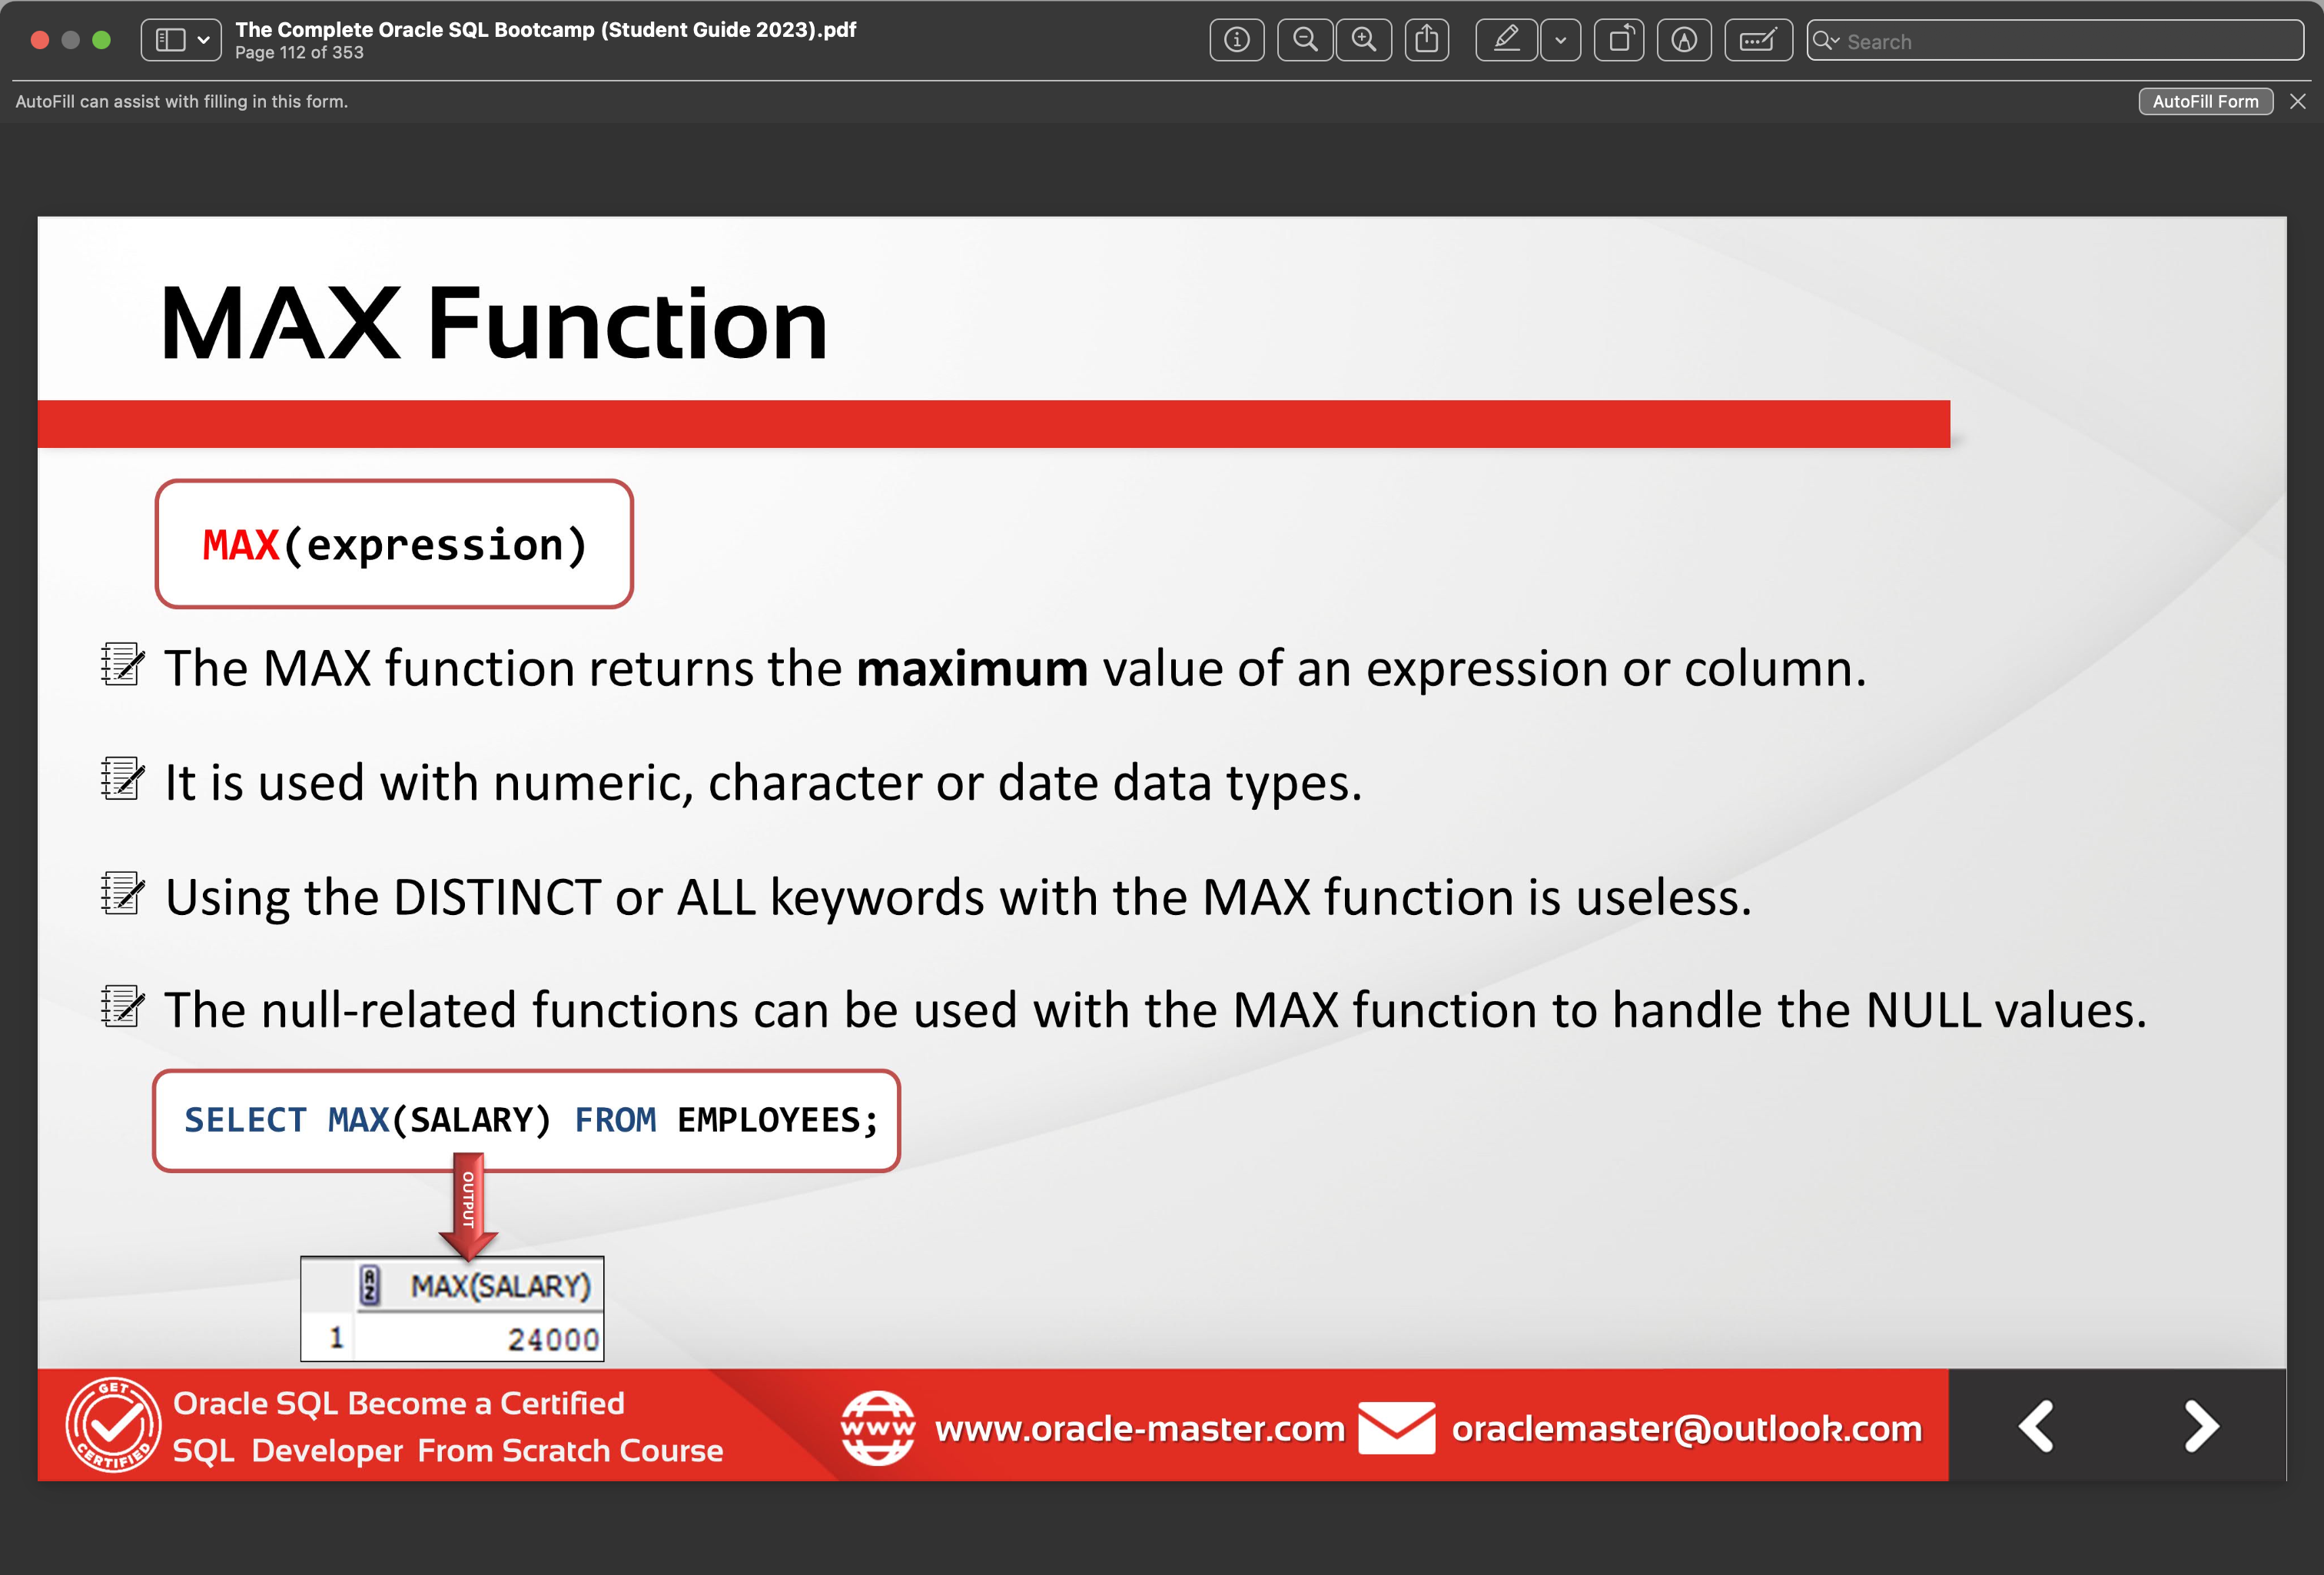 The Complete Oracle SQL Bootcamp (Student Guide 2023).pdf
Page 112 of 353
Search
AutoFill can assist with filling in this form.
AutoFill Form
MAX Function
MAX(expression)
The MAX function returns the maximum value of an expression or column.
It is used with numeric, character or date data types.
Using the DISTINCT or ALL keywords with the MAX function is useless.
The null-related functions can be used with the MAX function to handle the NULL values.
SELECT MAX(SALARY) FROM EMPLOYEES;
OUTPUT
A
Z
MAX(SALARY)
1 24000
GET
CERTIFIED
Oracle SQL Become a Certified
SQL Developer From Scratch Course
www
www.oracle-master.com
oraclemaster@outlook.com